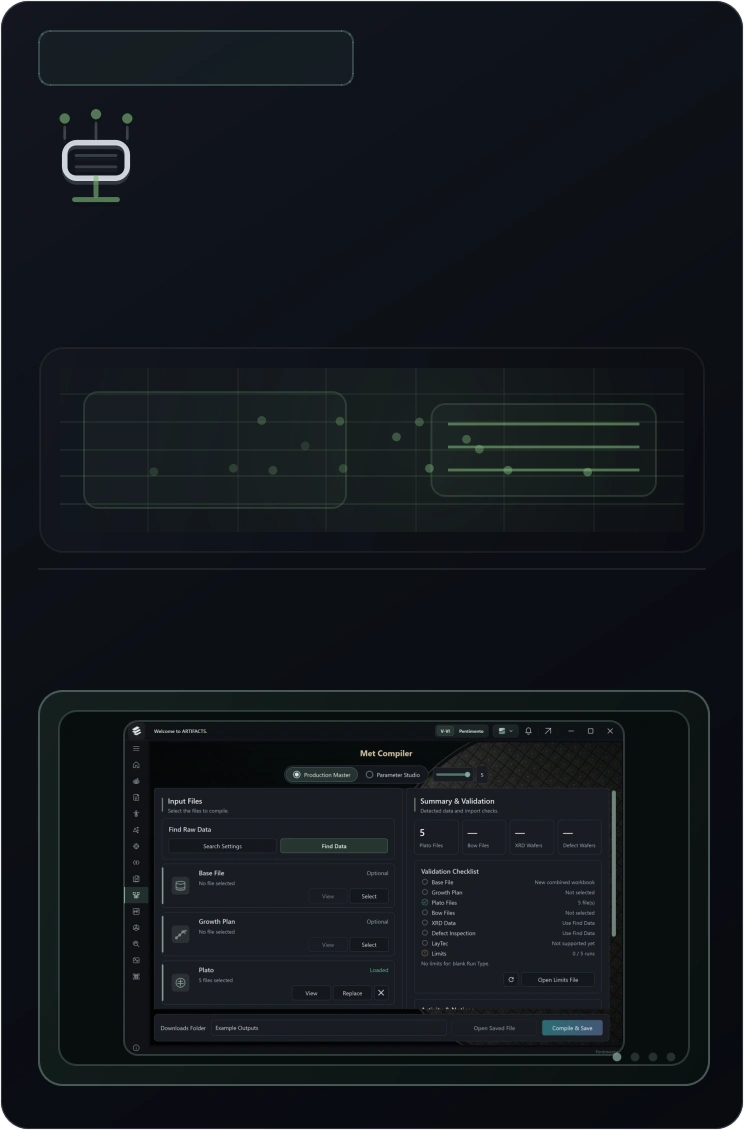 Welcome to ARTIFACTS.
V-VI Pentimento
Met Compiler
Production Master Parameter Studio 5
Input Files
Select the files to compile.
Find Raw Data
Search Settings Find Data
Base File Optional
No file selected
View Select
Growth Plan Optional
No file selected
View Select
Plato Loaded
5 files selected
View Replace
Summary & Validation
Detected data and import checks.
5 — — —
Plato Files Bow Files XRD Wafers Defect Wafers
Validation Checklist
Base File New combined workbook
Growth Plan Not selected
Plato Files 5 file(s)
Bow Files Not selected
XRD Data Use Find Data
Defect Inspection Use Find Data
LayTec Not supported yet
Limits 0 / 5 runs
No limits for: blank Run Type.
Open Limits File
Downloads Folder Example Outputs Open Saved File Compile & Save